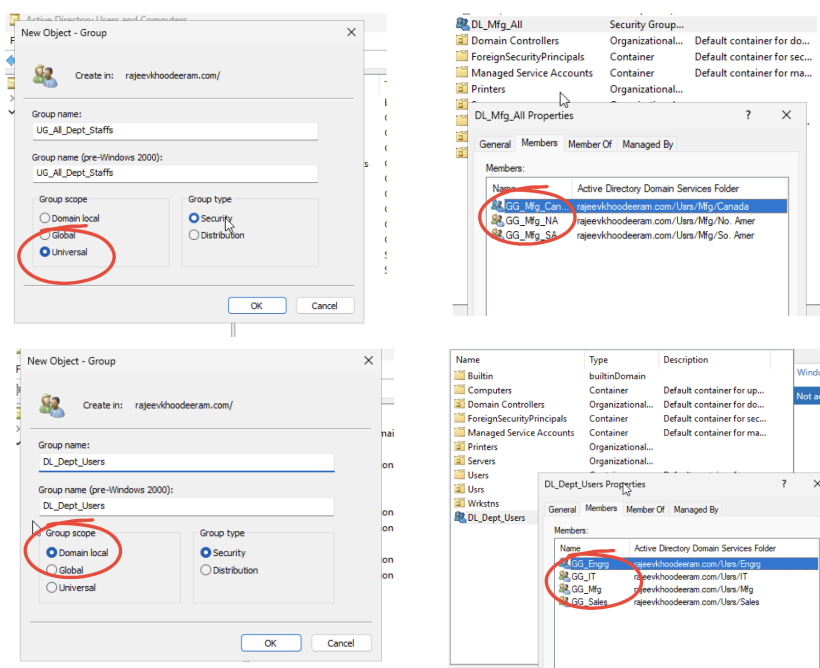 Active Directory Users and Computers
New Object - Group
Create in: rajeevkhoodeeram.com/
Group name:
UG_All_Dept_Staffs
Group name (pre-Windows 2000):
UG_All_Dept_Staffs
Group scope
Group type
Domain local
Global
Universal
Security
Distribution
OK
Cancel
DL_Mfg_All Security Group...
Domain Controllers Organizational... Default container for do...
ForeignSecurityPrincipals Container Default container for sec...
Managed Service Accounts Container Default container for ma...
Printers Organizational...
DL_Mfg_All Properties ?
General Members Member Of Managed By
Members:
Name Active Directory Domain Services Folder
GG_Mfg_Can... rajeevkhoodeeram.com/Usrs/Mfg/Canada
GG_Mfg_NA rajeevkhoodeeram.com/Usrs/Mfg/No. Amer
GG_Mfg_SA rajeevkhoodeeram.com/Usrs/Mfg/So. Amer
New Object - Group
Create in: rajeevkhoodeeram.com/
Group name:
DL_Dept_Users
Group name (pre-Windows 2000):
DL_Dept_Users
Group scope
Group type
Domain local
Global
Universal
Security
Distribution
OK
Cancel
Name Type Description
Builtin builtinDomain
Computers Container Default container for up...
Domain Controllers Organizational... Default container for do...
ForeignSecurityPrincipals Container Default container for sec...
Managed Service Accounts Container Default container for ma...
Printers Organizational...
Servers Organizational...
Users
Usrs
Wrkstns
DL_Dept_Users
DL_Dept_Users Properties ?
General Members Member Of Managed By
Members:
Name Active Directory Domain Services Folder
GG_Engrg rajeevkhoodeeram.com/Usrs/Engrg
GG_IT rajeevkhoodeeram.com/Usrs/IT
GG_Mfg rajeevkhoodeeram.com/Usrs/Mfg
GG_Sales rajeevkhoodeeram.com/Usrs/Sales